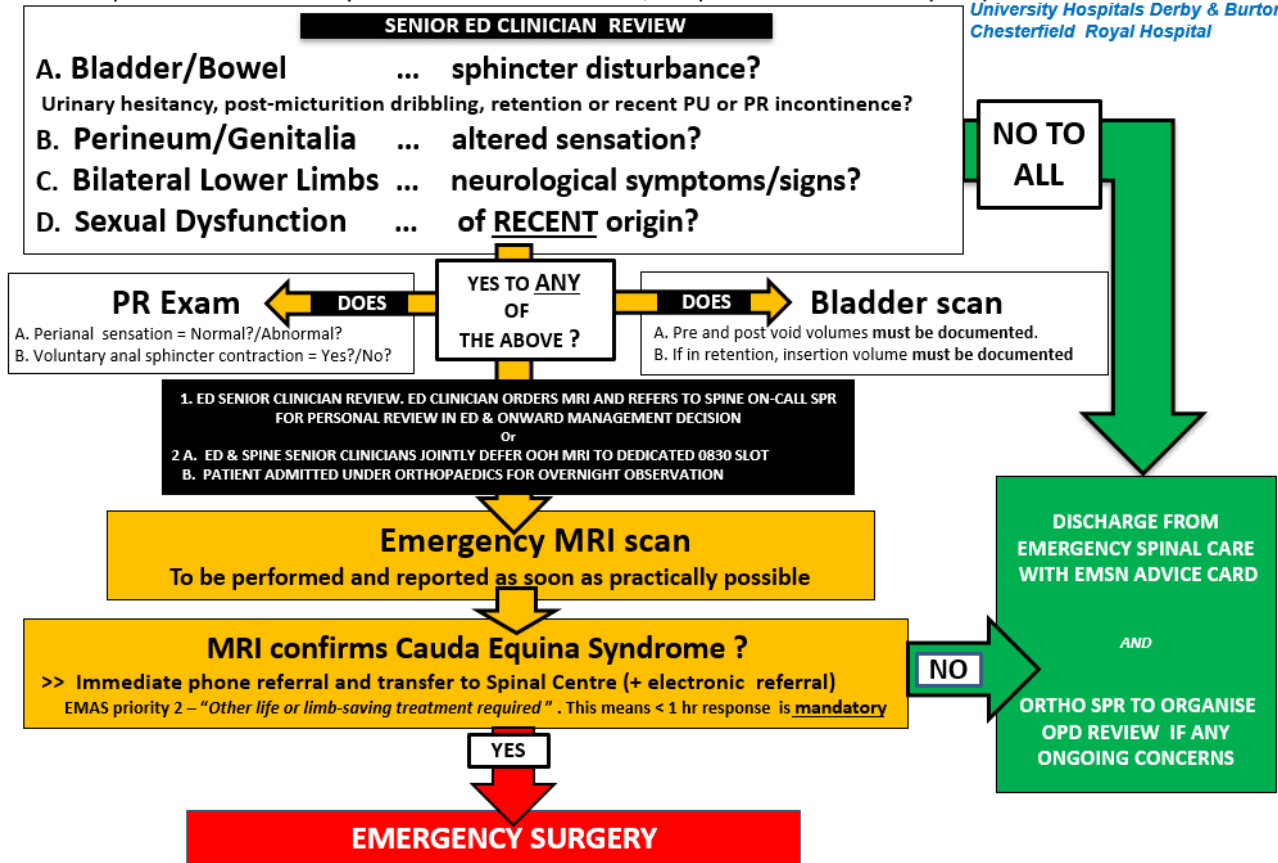 University Hospitals Derby & Burton
Chesterfield Royal Hospital
SENIOR ED CLINICIAN REVIEW
A. Bladder/Bowel ... sphincter disturbance?
Urinary hesitancy, post-micturition dribbling, retention or recent PU or PR incontinence?
B. Perineum/Genitalia ... altered sensation?
C. Bilateral Lower Limbs ... neurological symptoms/signs?
D. Sexual Dysfunction ... of RECENT origin?
NO TO
ALL
YES TO ANY
OF
THE ABOVE ?
DOES
PR Exam
A. Perianal sensation = Normal?/Abnormal?
B. Voluntary anal sphincter contraction = Yes?/No?
DOES
Bladder scan
A. Pre and post void volumes must be documented.
B. If in retention, insertion volume must be documented
1. ED SENIOR CLINICIAN REVIEW. ED CLINICIAN ORDERS MRI AND REFERS TO SPINE ON-CALL SPR
FOR PERSONAL REVIEW IN ED & ONWARD MANAGEMENT DECISION
Or
2 A. ED & SPINE SENIOR CLINICIANS JOINTLY DEFER OOH MRI TO DEDICATED 0830 SLOT
B. PATIENT ADMITTED UNDER ORTHOPAEDICS FOR OVERNIGHT OBSERVATION
Emergency MRI scan
To be performed and reported as soon as practically possible
MRI confirms Cauda Equina Syndrome ?
>> Immediate phone referral and transfer to Spinal Centre (+ electronic referral)
EMAS priority 2 – "Other life or limb-saving treatment required" . This means < 1 hr response is mandatory
NO
DISCHARGE FROM
EMERGENCY SPINAL CARE
WITH EMSN ADVICE CARD
AND
ORTHO SPR TO ORGANISE
OPD REVIEW IF ANY
ONGOING CONCERNS
YES
EMERGENCY SURGERY